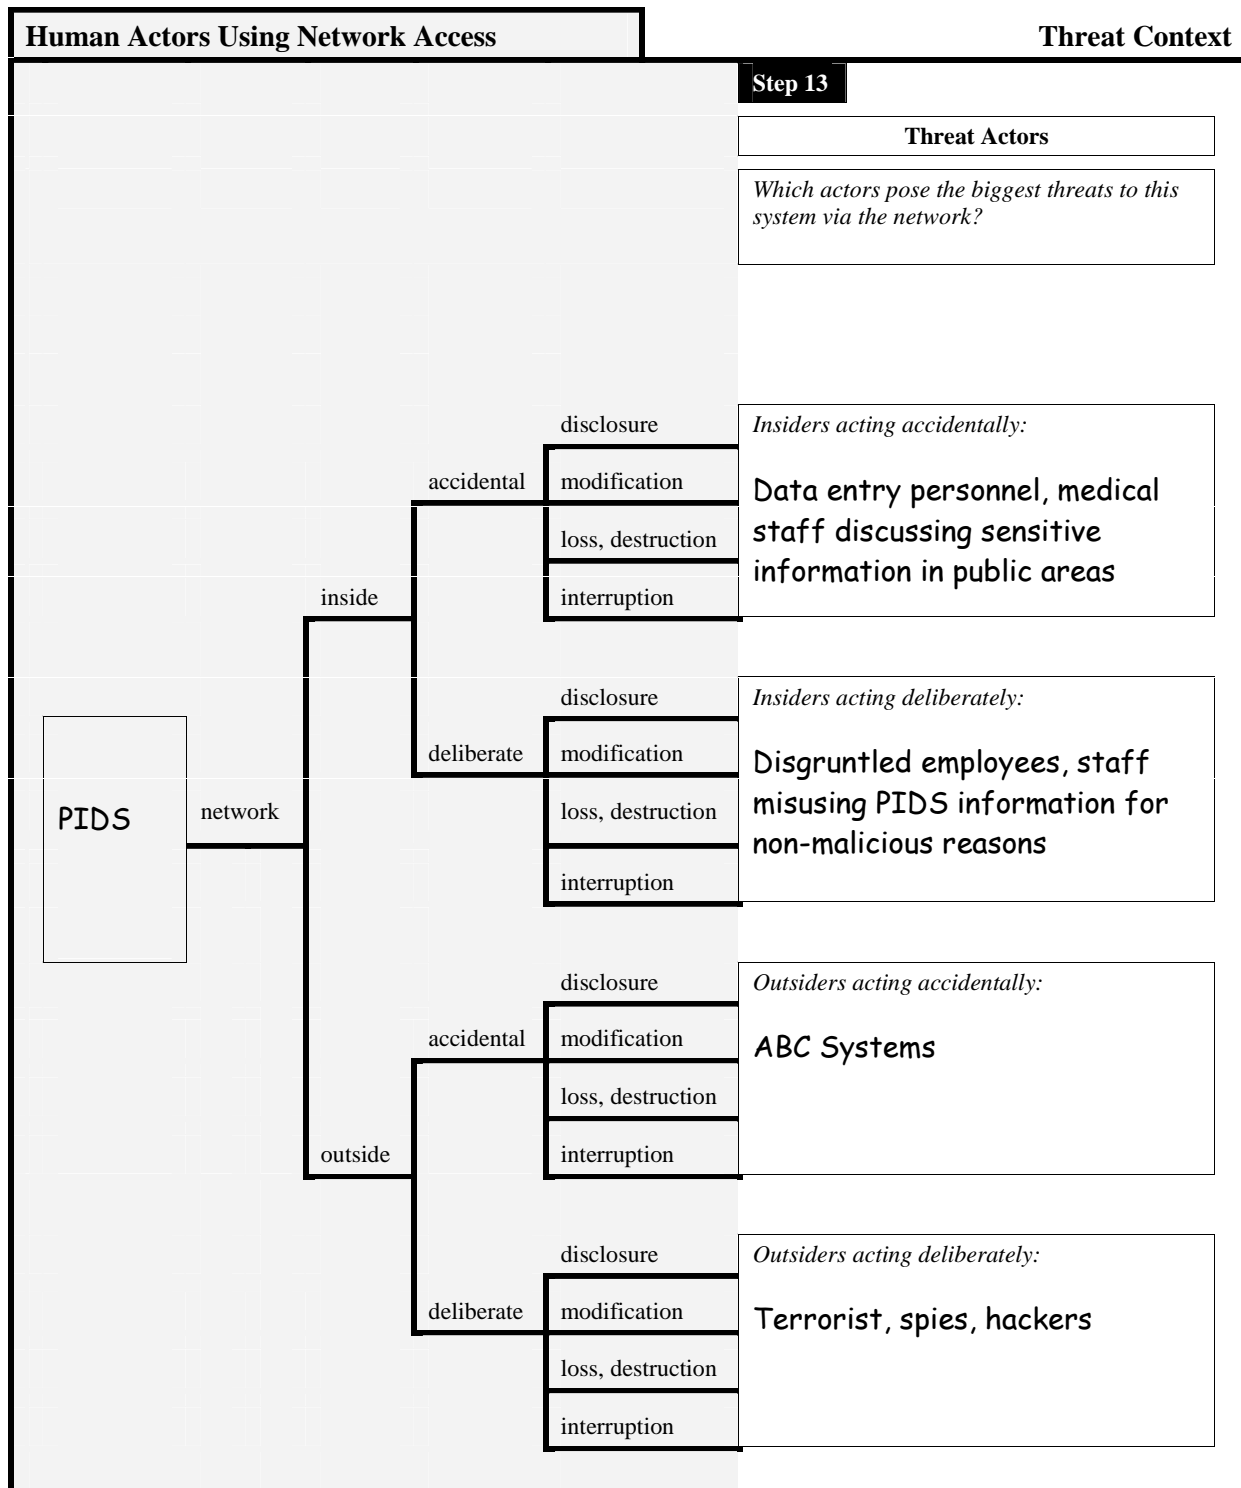 Human Actors Using Network Access
Threat Context
Step 13
Threat Actors
Which actors pose the biggest threats to this
system via the network?
disclosure
Insiders acting accidentally:
accidental
modification
Data entry personnel, medical
staff discussing sensitive
information in public areas
loss, destruction
inside
interruption
disclosure
Insiders acting deliberately:
deliberate
modification
Disgruntled employees, staff
misusing PIDS information for
non-malicious reasons
PIDS
network
loss, destruction
interruption
disclosure
Outsiders acting accidentally:
accidental
modification
ABC Systems
loss, destruction
outside
interruption
disclosure
Outsiders acting deliberately:
deliberate
modification
Terrorist, spies, hackers
loss, destruction
interruption